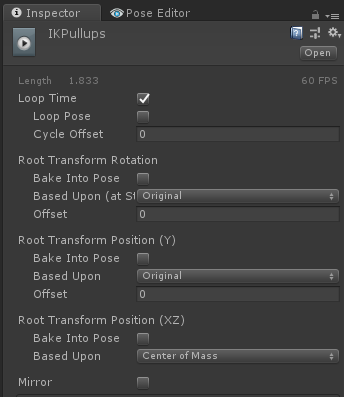 Inspector Pose Editor
IKPullups
Open
Length 1.833 60 FPS
Loop Time
Loop Pose
Cycle Offset 0
Root Transform Rotation
Bake Into Pose
Based Upon (at St Original
Offset 0
Root Transform Position (Y)
Bake Into Pose
Based Upon Original
Offset 0
Root Transform Position (XZ)
Bake Into Pose
Based Upon Center of Mass
Mirror